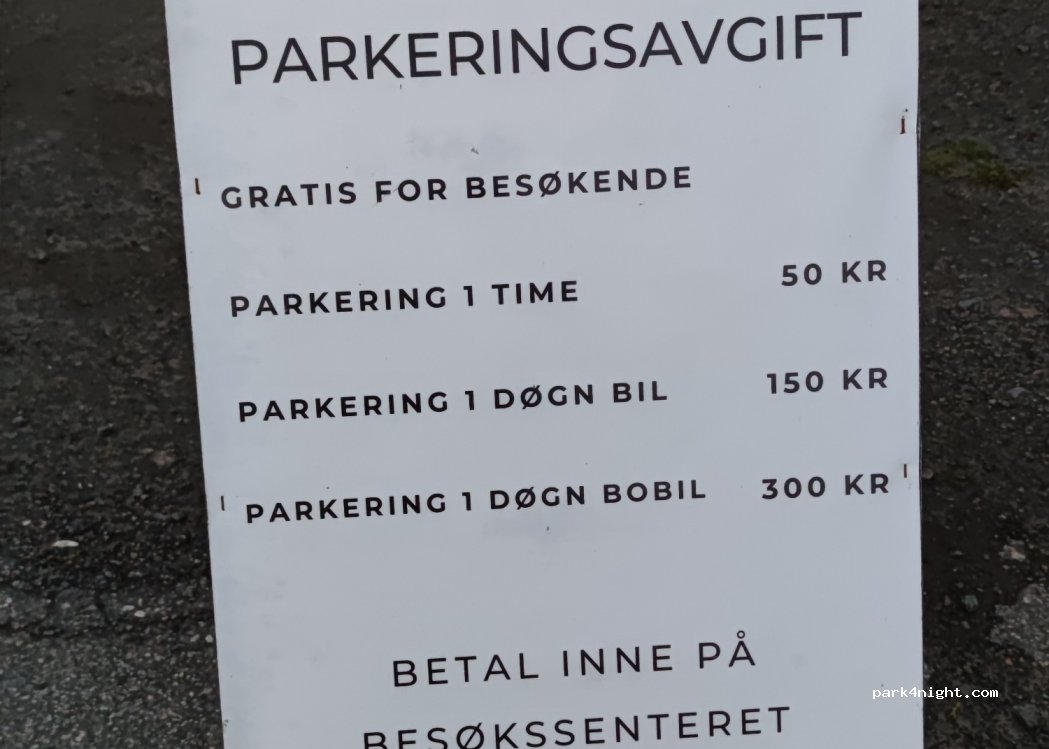 PARKERINGSAVGIFT
GRATIS FOR BESØKENDE
PARKERING 1 TIME 50 KR
PARKERING 1 DØGN BIL 150 KR
PARKERING 1 DØGN BOBIL 300 KR
BETAL INNE PÅ
park4night.com
BESØKSSENTERET